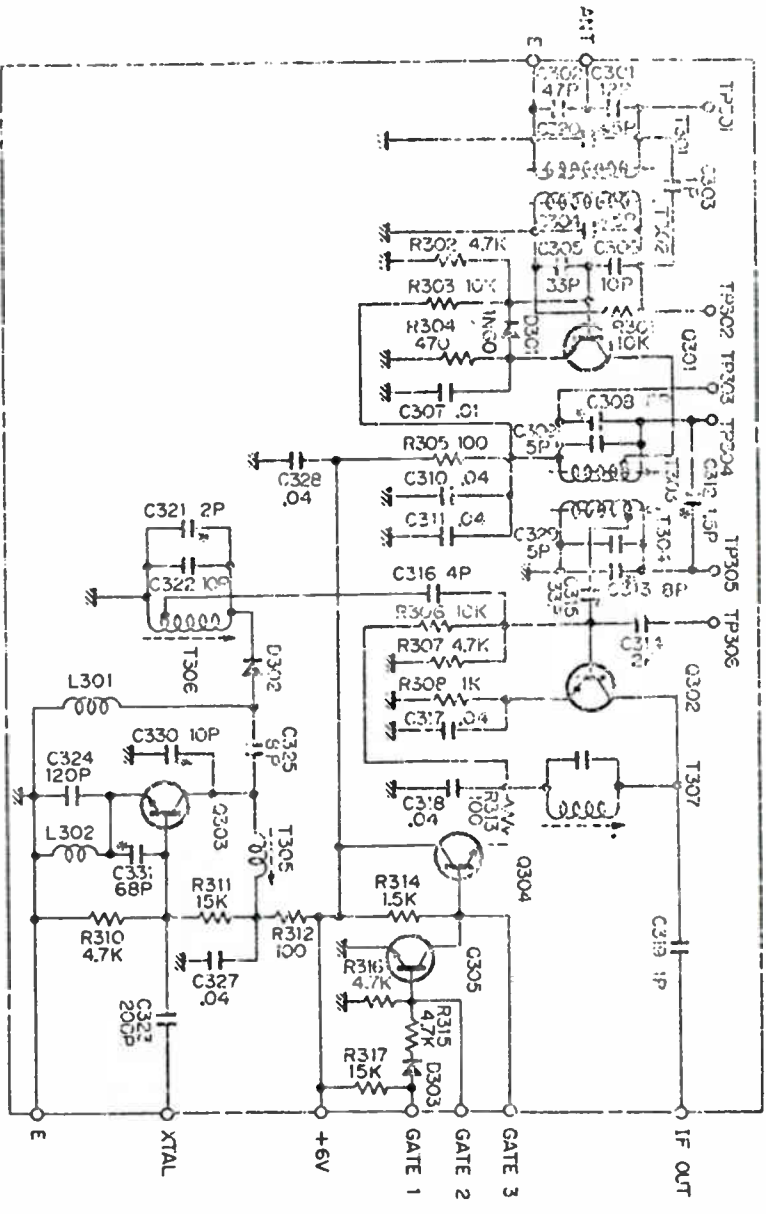 ANT
E
C302 C301
47P 12P
TP301
C320
T301
C303
1P
T302
R302 4.7K
C305
33P 10P
R303 10K
R304
470
D301
10K
Q301
TP302
TP303
C307 .01
C308
5P
TP304
R305 100
C328
.04
C310 .04
C311 .04
T303
T304
C312 1.5P
C321 2P
C322 10P
5P
C313 8P
TP305
C316 4P
R306 10K
R307 4.7K
C315
C314
TP306
T306
D302
R308 1K
C317 .04
Q302
L301
C330 10P
C325
C324
120P
Q303
C318
.04
R313
100
T307
L302
C331
68P
T305
Q304
R311
15K
R314
1.5K
R310
4.7K
R312
100
C319 1P
C327
.04
R316
4.7K
R315
4.7K
200P
R317
15K
D303
E
XTAL
+6V
GATE 1
GATE 2
GATE 3
IF OUT